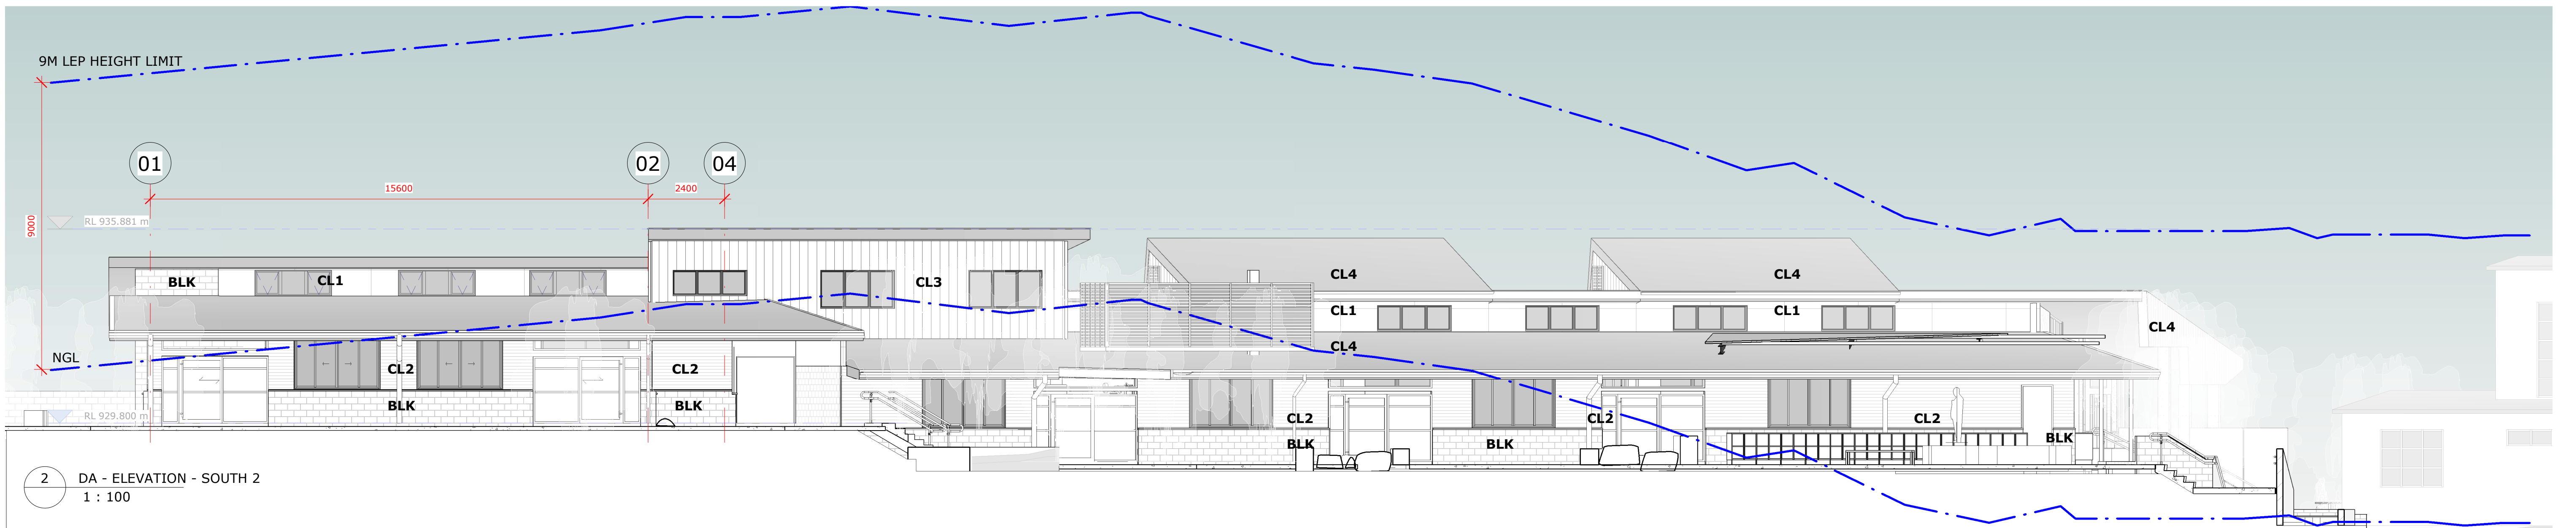 9M LEP HEIGHT LIMIT
01
02
04
15600
2400
9000
RL 935.881 m
BLK
CL1
CL3
CL4
CL4
CL1
CL1
CL4
CL4
NGL
CL2
CL2
BLK
BLK
RL 929.800 m
CL2
CL2
CL2
BLK
BLK
BLK
2
DA - ELEVATION - SOUTH 2
1 : 100